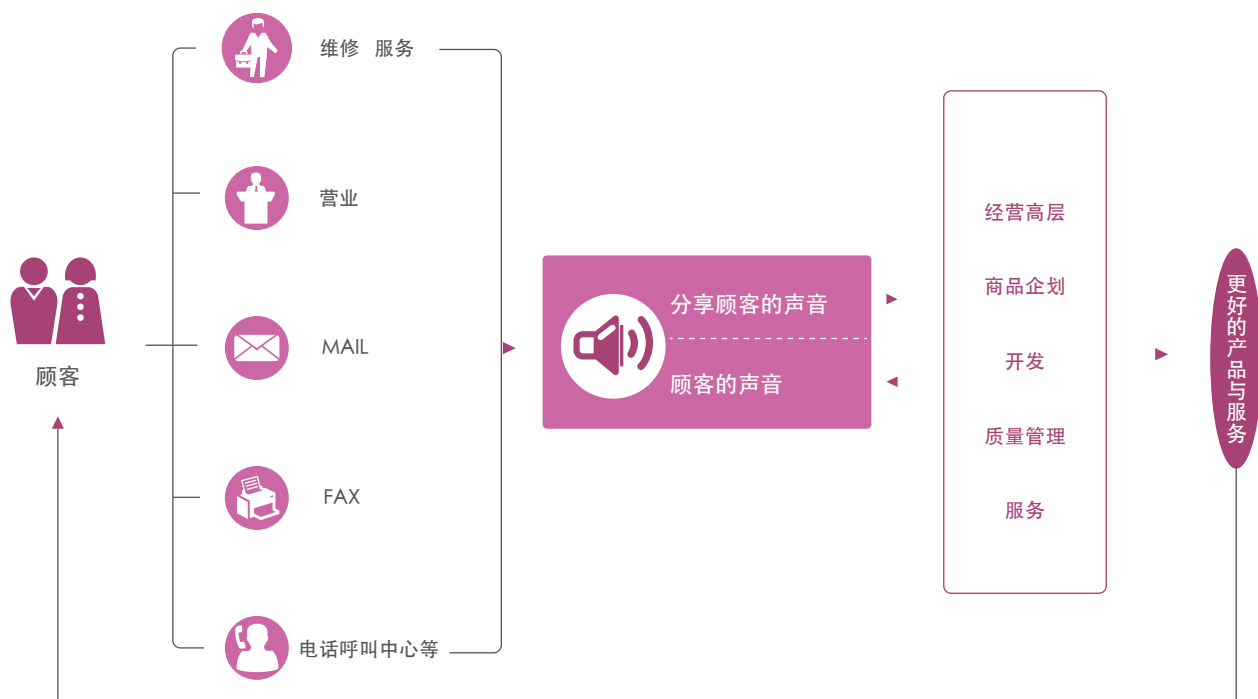 顾客
维修 服务
营业
MAIL
FAX
电话呼叫中心等
分享顾客的声音
顾客的声音
经营高层
商品企划
开发
质量管理
服务
更好的产品与服务